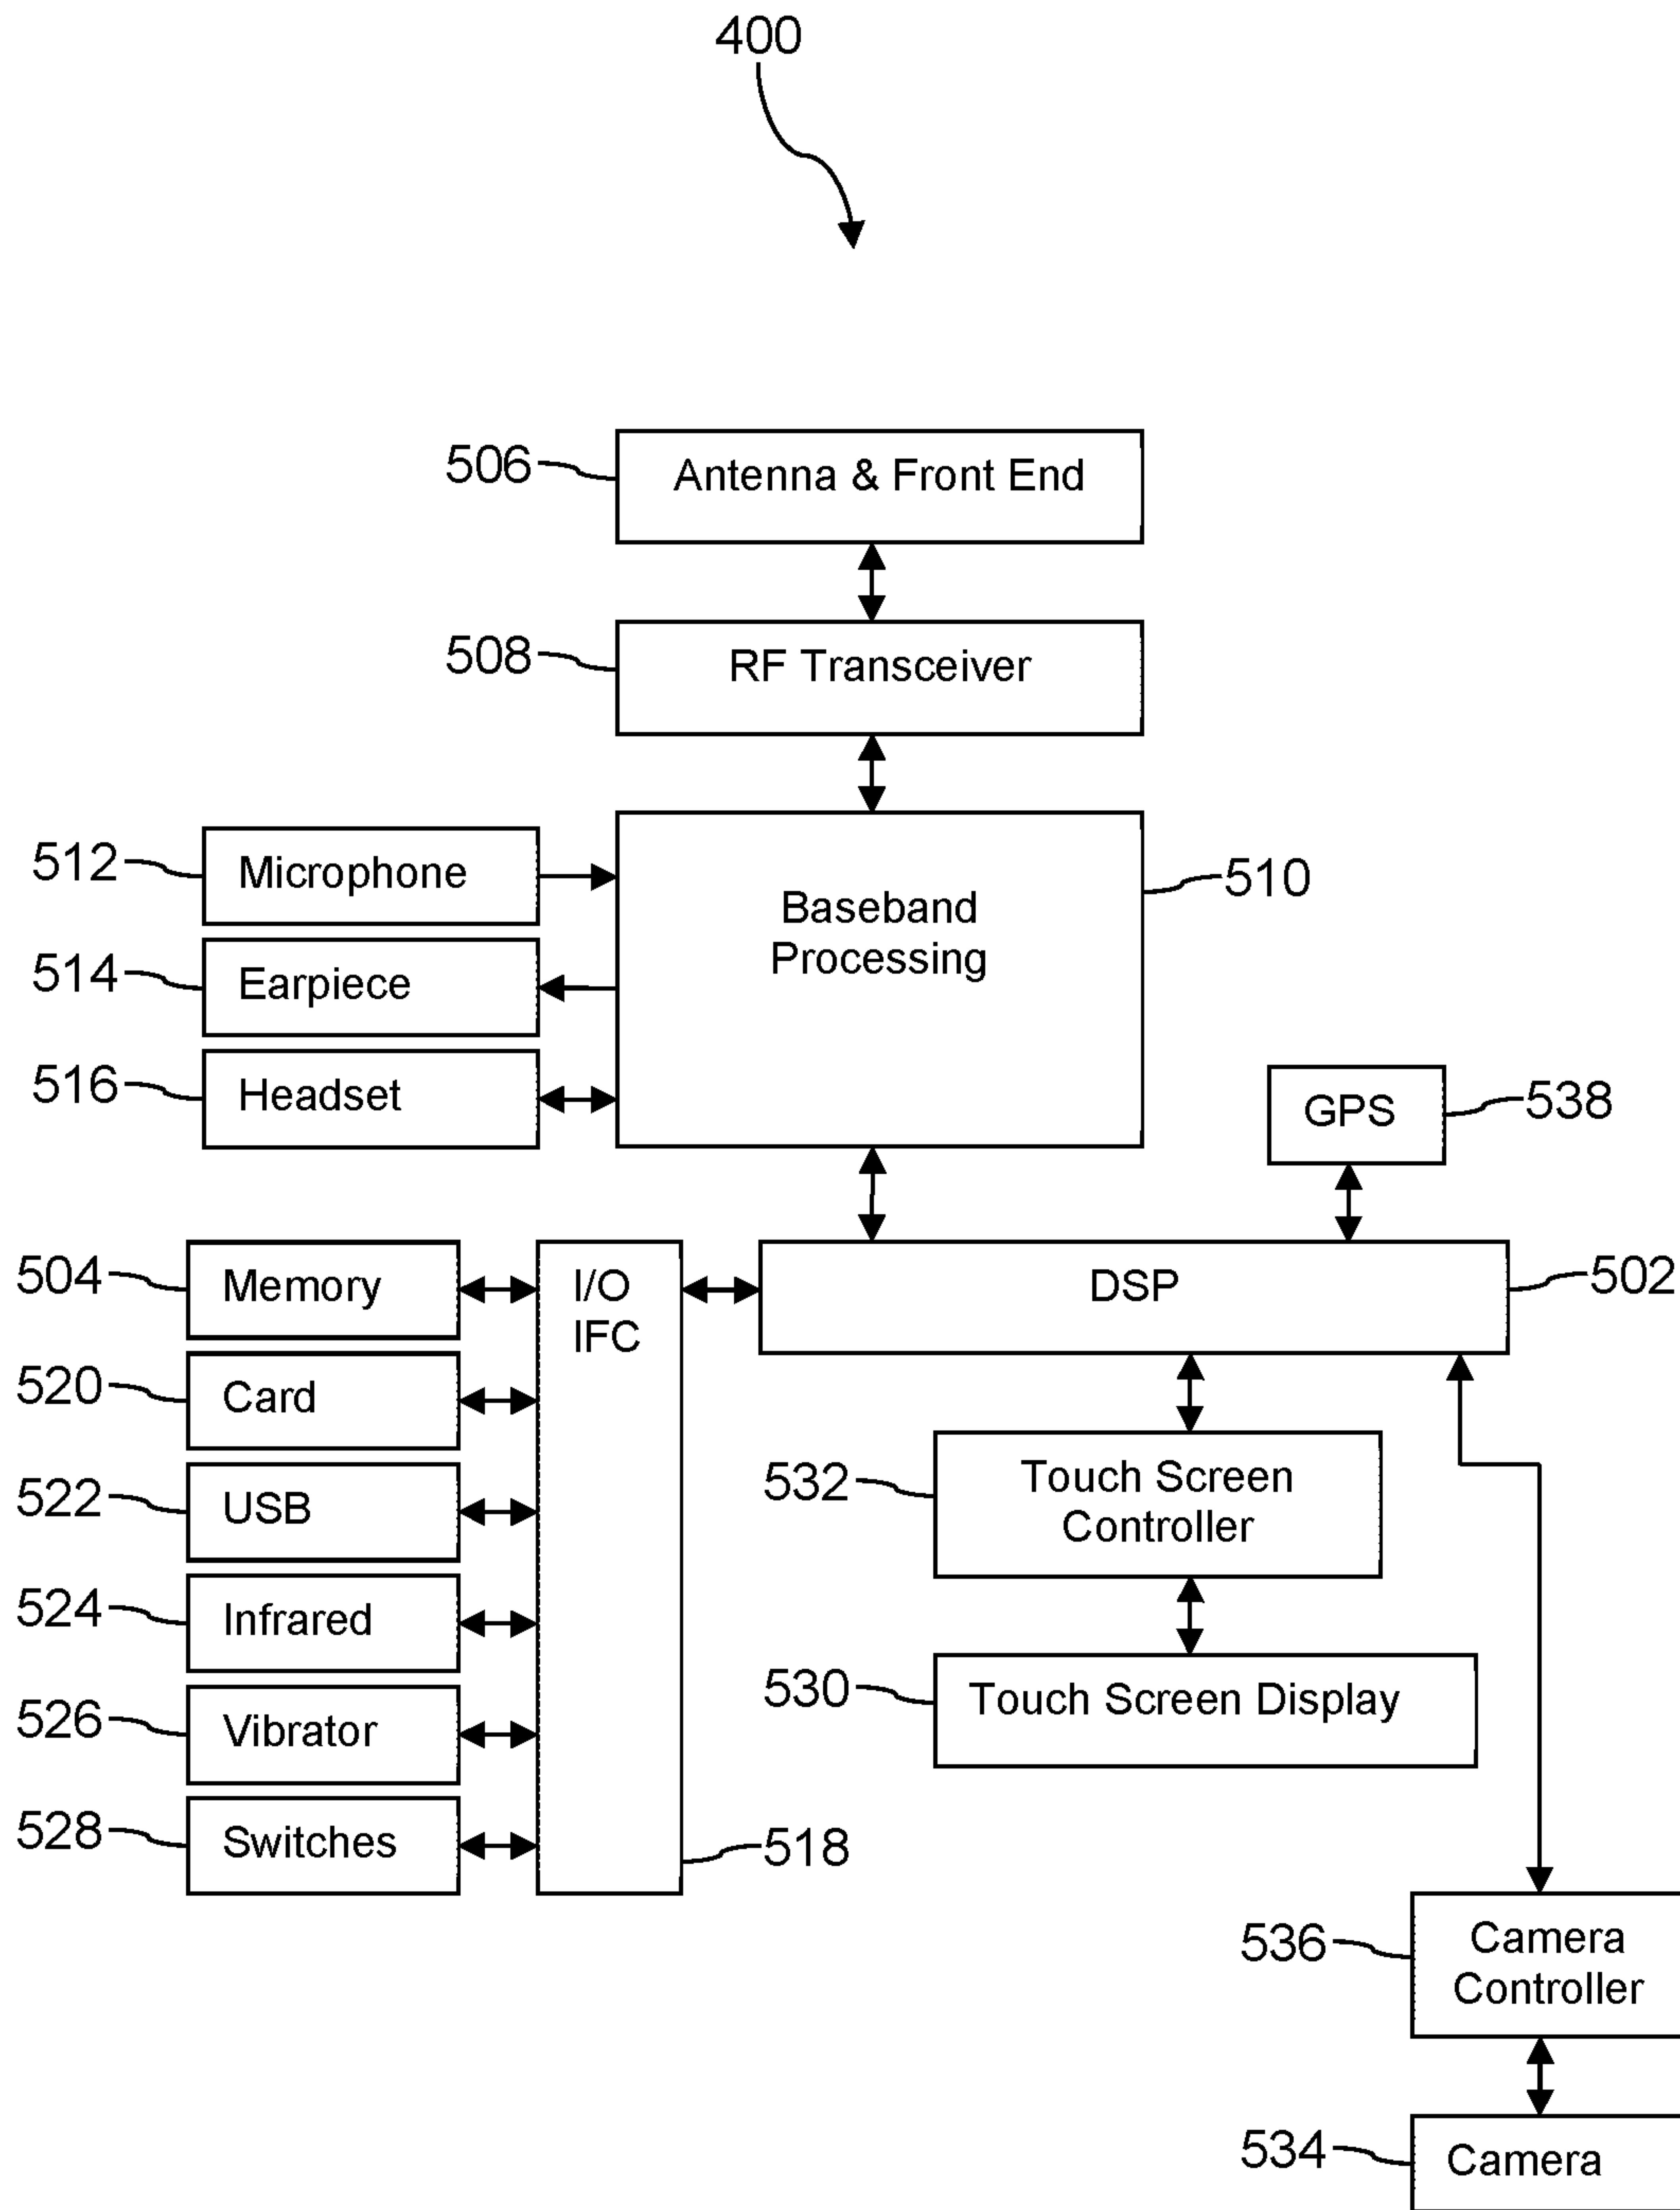 400
506
Antenna & Front End
508
RF Transceiver
512
Microphone
Baseband
Processing
510
514
Earpiece
516
Headset
GPS
538
504
Memory
I/O
IFC
DSP
502
520
Card
522
USB
532
Touch Screen
Controller
524
Infrared
526
Vibrator
530
Touch Screen Display
528
Switches
518
536
Camera
Controller
534
Camera